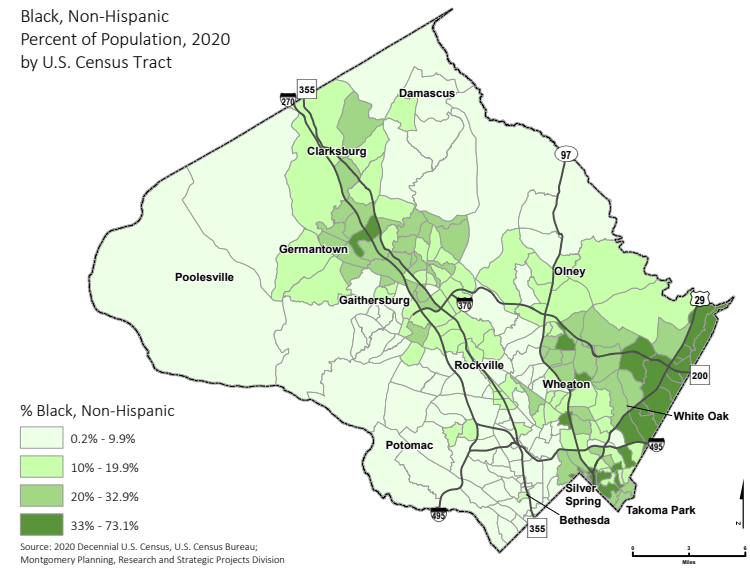 Black, Non-Hispanic
Percent of Population, 2020
by U.S. Census Tract
355
270
Damascus
Clarksburg
97
Germantown
Olney
Poolesville
Gaithersburg
370
29
Rockville
200
Wheaton
% Black, Non-Hispanic
White Oak
0.2% - 9.9%
Potomac
495
10% - 19.9%
20% - 32.9%
Silver
Spring
495
Takoma Park
33% - 73.1%
Bethesda
355
Source: 2020 Decennial U.S. Census, U.S. Census Bureau;
Montgomery Planning, Research and Strategic Projects Division
Z
0 3 6
Miles